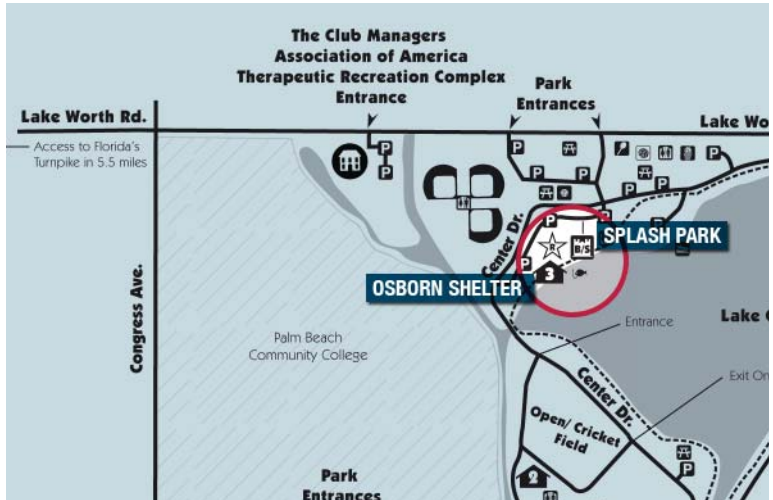 The Club Managers
Association of America
Therapeutic Recreation Complex
Entrance
Park
Entrances
Lake Worth Rd.
Lake Wo
Access to Florida's
Turnpike in 5.5 miles
P
P
P
P
P
P
P
P
P
P
Center Dr.
R
B/S
SPLASH PARK
P
3
OSBORN SHELTER
Congress Ave.
Palm Beach
Community College
Entrance
Lake
Center Dr.
Exit On
Open/ Cricket
Field
2
P
Park
Entrances